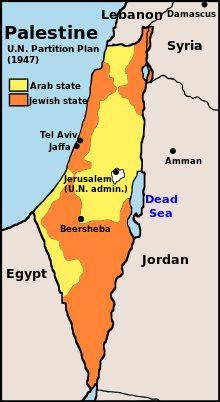 Lebanon
Damascus
Palestine
U.N. Partition Plan
(1947)
Syria
Arab state
Jewish state
Tel Aviv
Jaffa
Amman
Jerusalem
(U.N. admin.)
Dead
Sea
Beersheba
Jordan
Egypt